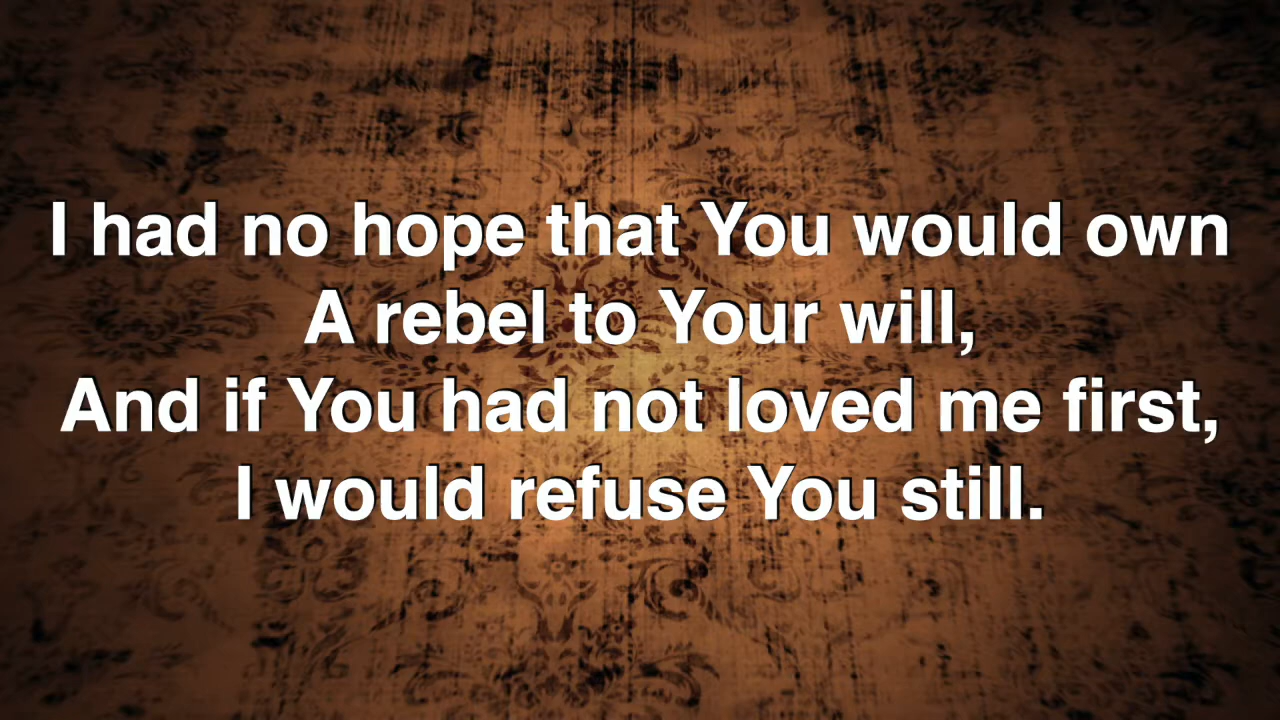 I had no hope that You would own
A rebel to Your will,
And if You had not loved me first,
I would refuse You still.